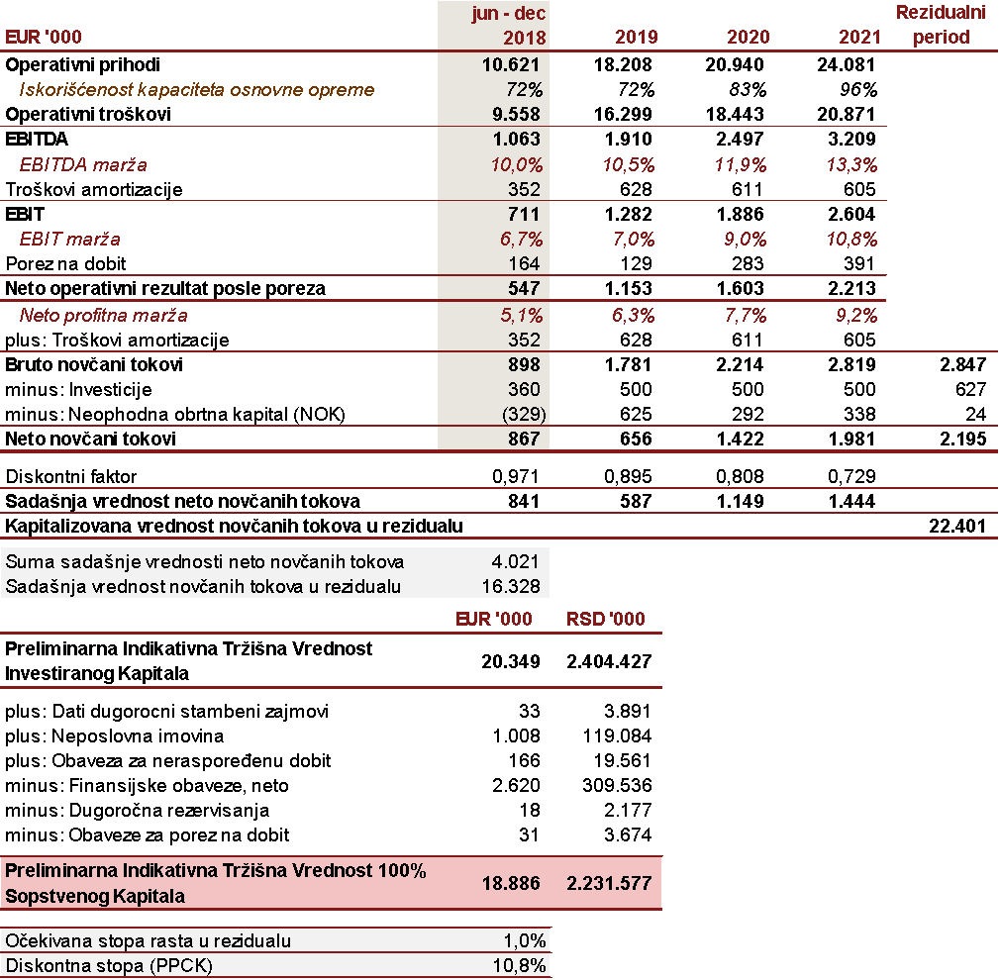 jun - dec Rezidualni
EUR '000 2018 2019 2020 2021 period
Operativni prihodi 10.621 18.208 20.940 24.081
Iskorišćenost kapaciteta osnovne opreme 72% 72% 83% 96%
Operativni troškovi 9.558 16.299 18.443 20.871
EBITDA 1.063 1.910 2.497 3.209
EBITDA marža 10,0% 10,5% 11,9% 13,3%
Troškovi amortizacije 352 628 611 605
EBIT 711 1.282 1.886 2.604
EBIT marža 6,7% 7,0% 9,0% 10,8%
Porez na dobit 164 129 283 391
Neto operativni rezultat posle poreza 547 1.153 1.603 2.213
Neto profitna marža 5,1% 6,3% 7,7% 9,2%
plus: Troškovi amortizacije 352 628 611 605
Bruto novčani tokovi 898 1.781 2.214 2.819 2.847
minus: Investicije 360 500 500 500 627
minus: Neophodna obrtna kapital (NOK) (329) 625 292 338 24
Neto novčani tokovi 867 656 1.422 1.981 2.195
Diskontni faktor 0,971 0,895 0,808 0,729
Sadašnja vrednost neto novčanih tokova 841 587 1.149 1.444
Kapitalizovana vrednost novčanih tokova u rezidualu 22.401
Suma sadašnje vrednosti neto novčanih tokova 4.021
Sadašnja vrednost novčanih tokova u rezidualu 16.328
EUR '000 RSD '000
Preliminarna Indikativna Tržišna Vrednost
Investiranog Kapitala 20.349 2.404.427
plus: Dati dugorocni stambeni zajmovi 33 3.891
plus: Neposlovna imovina 1.008 119.084
plus: Obaveza za neraspoređenu dobit 166 19.561
minus: Finansijske obaveze, neto 2.620 309.536
minus: Dugoročna rezervisanja 18 2.177
minus: Obaveze za porez na dobit 31 3.674
Preliminarna Indikativna Tržišna Vrednost 100%
Sopstvenog Kapitala 18.886 2.231.577
Očekivana stopa rasta u rezidualu 1,0%
Diskontna stopa (PPCK) 10,8%